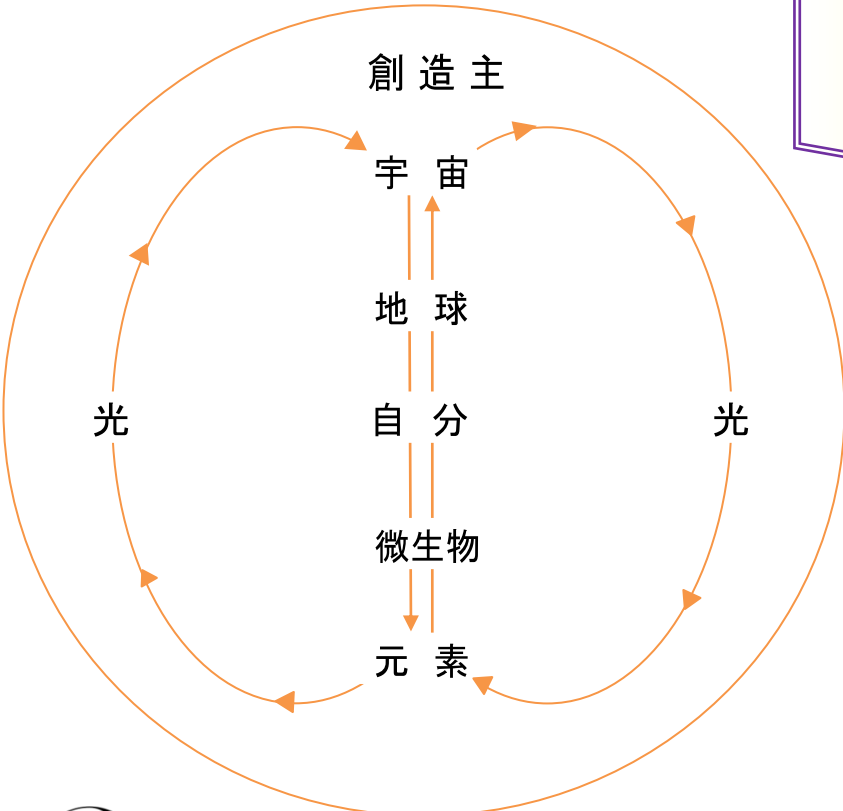 創造主
宇宙
地球
光 自分 光
微生物
元素